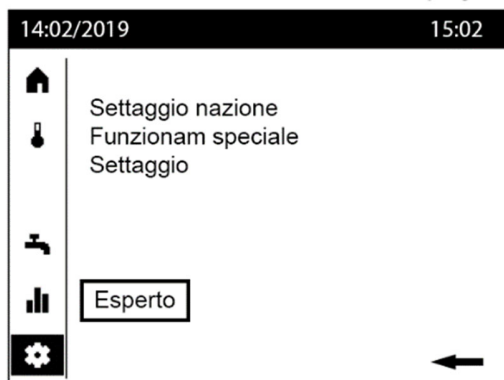 14:02/2019 15:02
Settaggio nazione
Funzionam speciale
Settaggio
Esperto